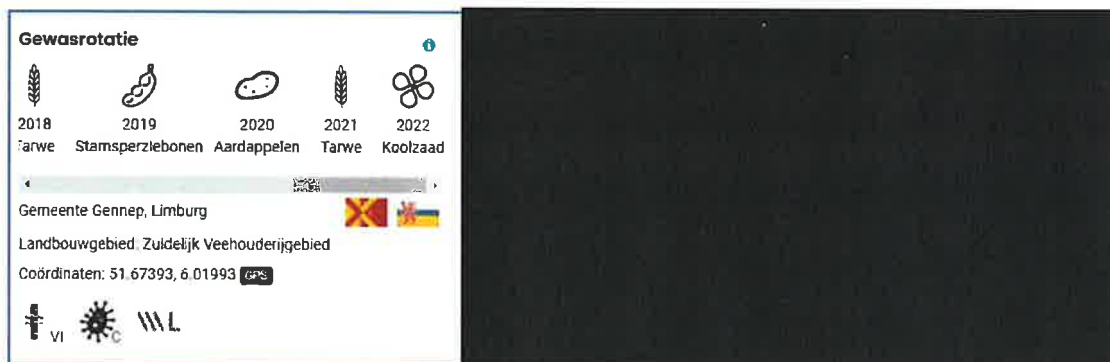 Gewasrotatie
2018 2019 2020 2021 2022
Tarwe Stamsperziebonen Aardappelen Tarwe Koolzaad
Gemeente Gennep, Limburg
Landbouwgebied: Zuidelijk Veehouderijgebied
Coördinaten: 51.67393, 6.01993 GPS
VI C L